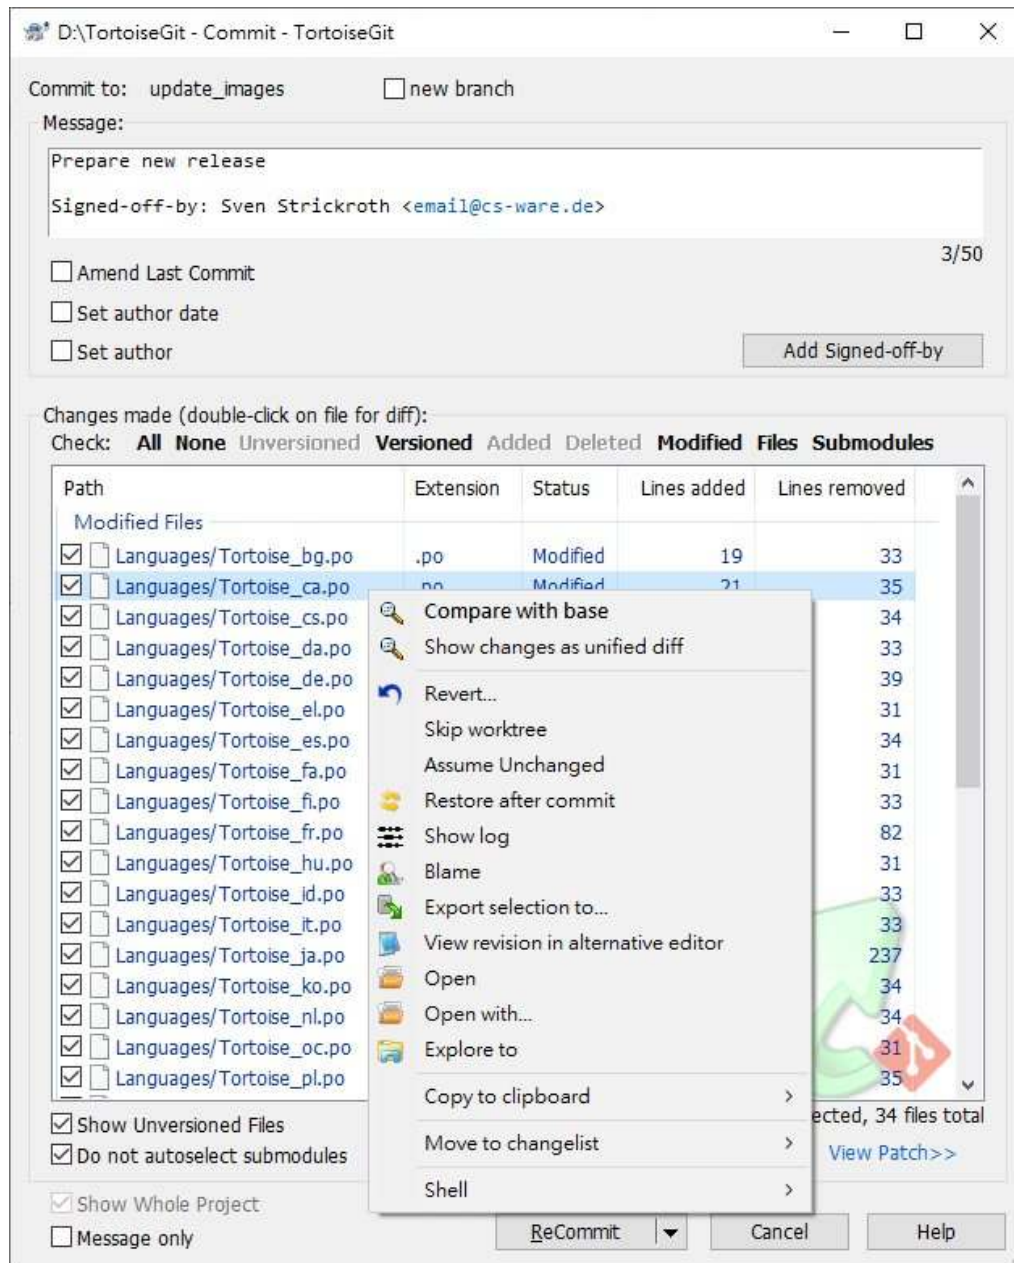 D:\TortoiseGit - Commit - TortoiseGit
Commit to: update_images new branch
Message:
Prepare new release
Signed-off-by: Sven Strickroth <email@cs-ware.de>
3/50
Amend Last Commit
Set author date
Set author
Add Signed-off-by
Changes made (double-click on file for diff):
Check: All None Unversioned Versioned Added Deleted Modified Files Submodules
Path Extension Status Lines added Lines removed
Modified Files
Languages/Tortoise_bg.po .po Modified 19 33
Languages/Tortoise_ca.po .po Modified 21 35
Languages/Tortoise_cs.po 34
Languages/Tortoise_da.po 33
Languages/Tortoise_de.po 39
Languages/Tortoise_el.po 31
Languages/Tortoise_es.po 34
Languages/Tortoise_fa.po 31
Languages/Tortoise_fi.po 33
Languages/Tortoise_fr.po 82
Languages/Tortoise_hu.po 31
Languages/Tortoise_id.po 33
Languages/Tortoise_it.po 33
Languages/Tortoise_ja.po 237
Languages/Tortoise_ko.po 34
Languages/Tortoise_nl.po 34
Languages/Tortoise_oc.po 31
Languages/Tortoise_pl.po 35
Compare with base
Show changes as unified diff
Revert...
Skip worktree
Assume Unchanged
Restore after commit
Show log
Blame
Export selection to...
View revision in alternative editor
Open
Open with...
Explore to
Copy to clipboard
Move to changelist
Shell
Show Unversioned Files
ected, 34 files total
Do not autoselect submodules
View Patch>>
Show Whole Project
Message only
ReCommit Cancel Help